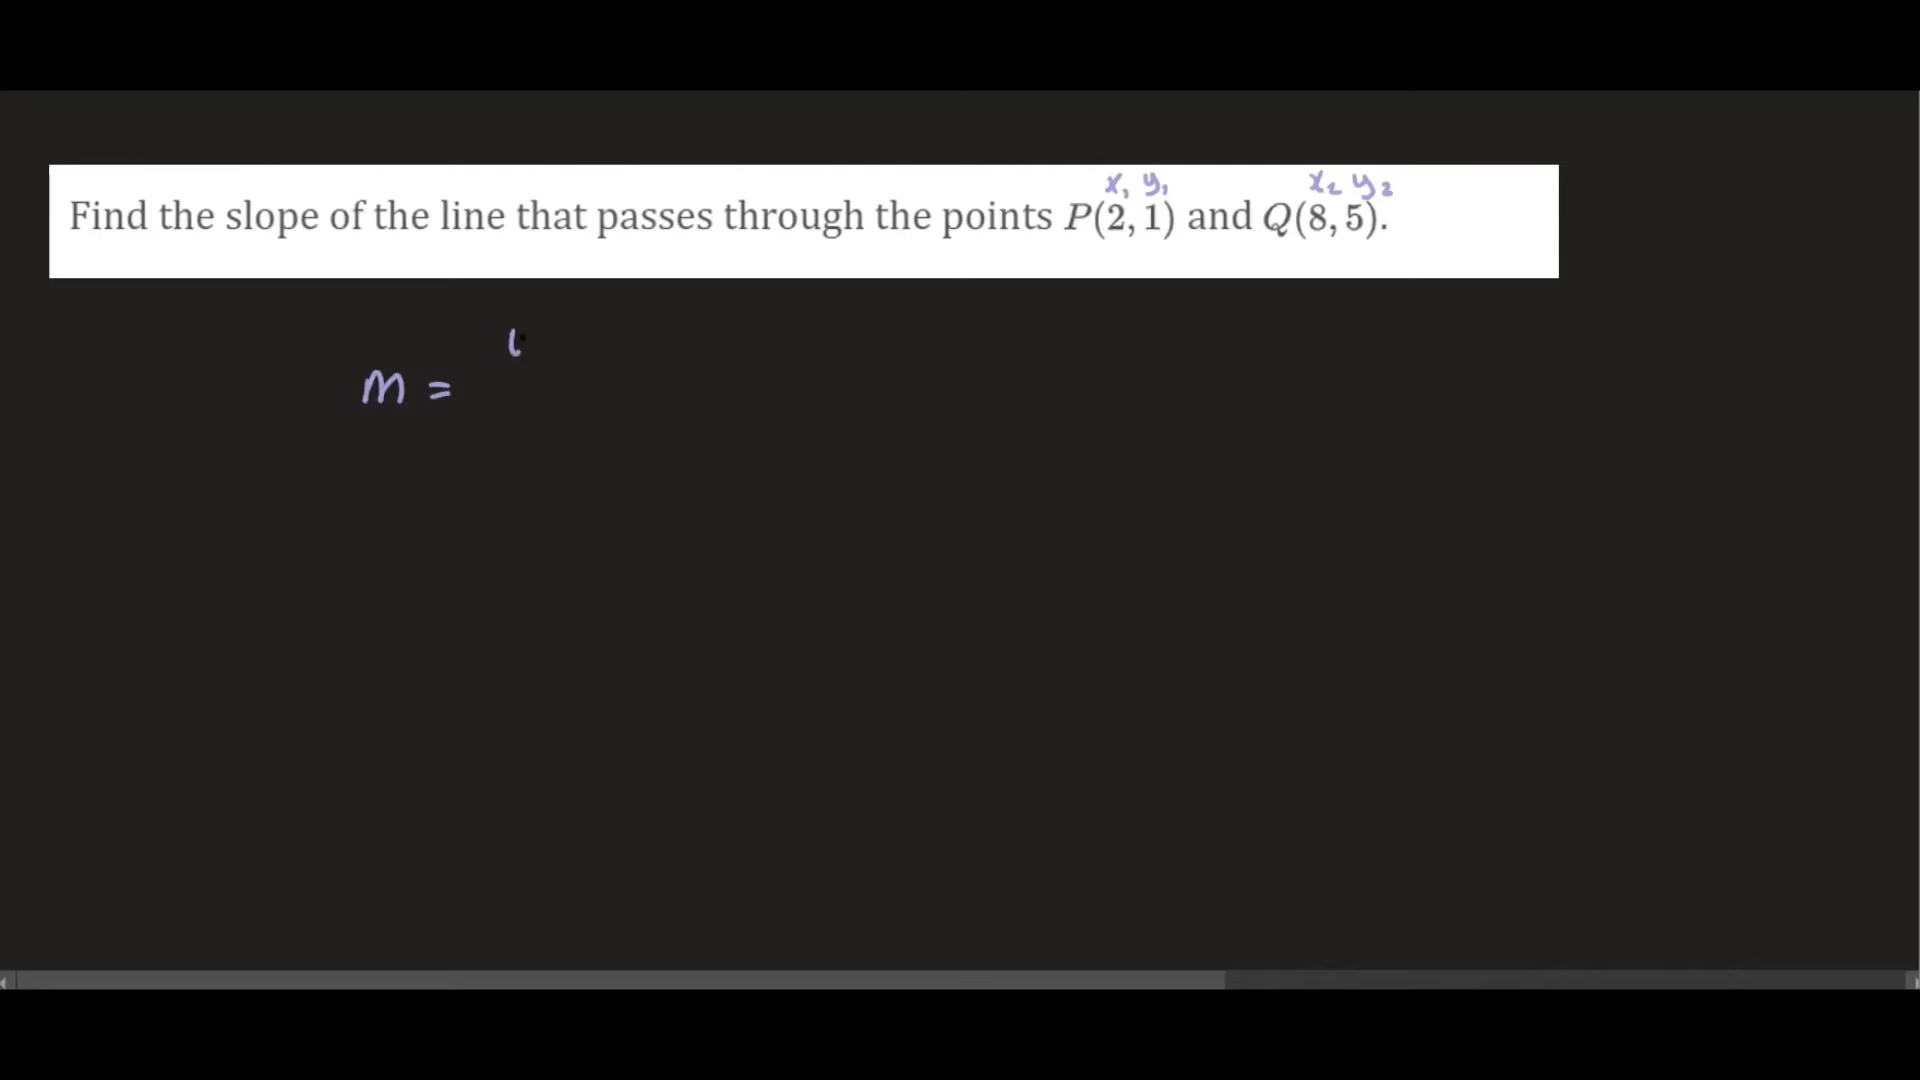 x₁ y₁ x₂ y₂
Find the slope of the line that passes through the points P(2, 1) and Q(8, 5).
m =